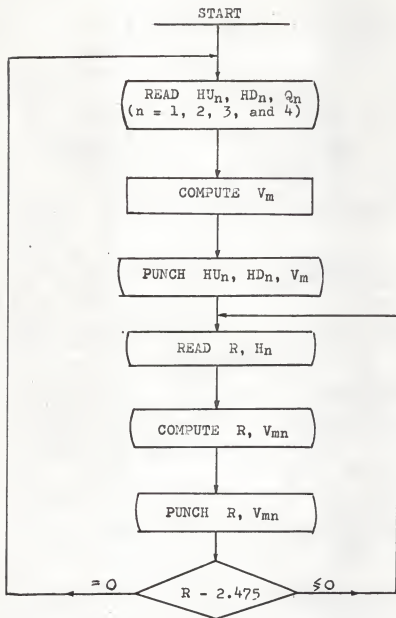 START
READ HUn, HDn, Qn
(n = 1, 2, 3, and 4)
COMPUTE Vm
PUNCH HUn, HDn, Vm
READ R, Hn
COMPUTE R, Vmn
PUNCH R, Vmn
= 0
R - 2.475
≶ 0